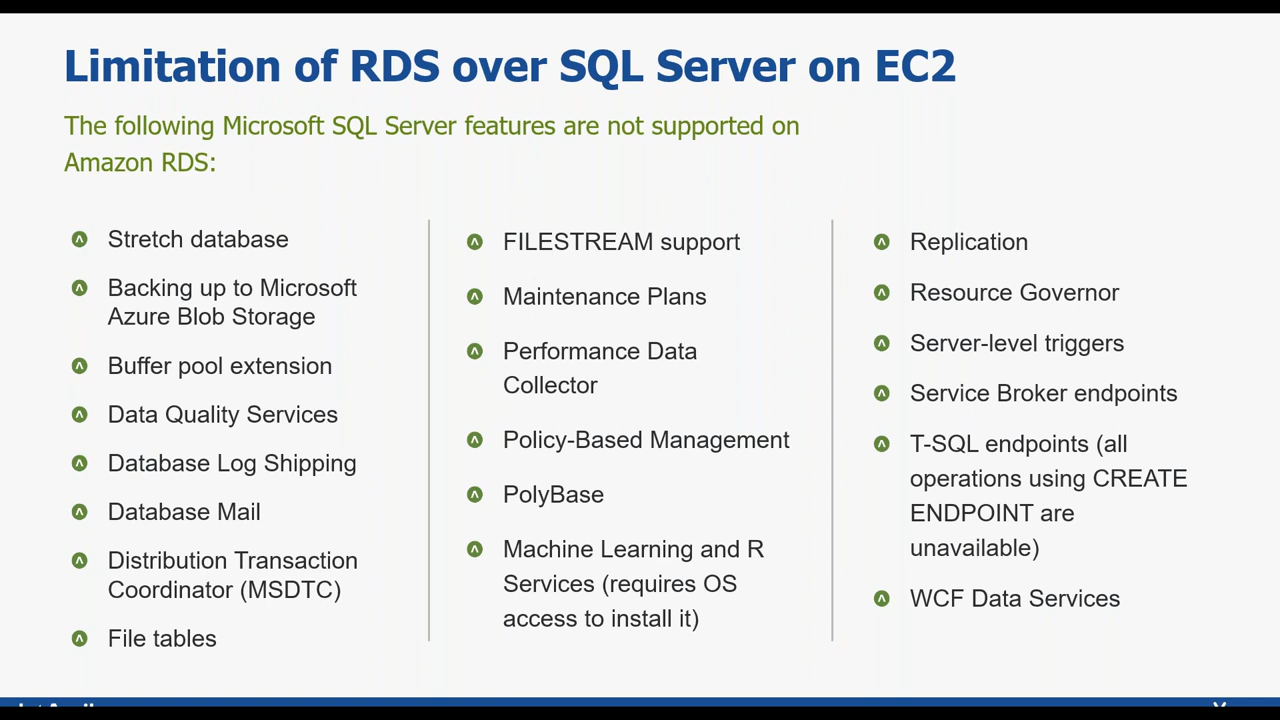 Limitation of RDS over SQL Server on EC2
The following Microsoft SQL Server features are not supported on
Amazon RDS:
Stretch database
Backing up to Microsoft
Azure Blob Storage
Buffer pool extension
Data Quality Services
Database Log Shipping
Database Mail
Distribution Transaction
Coordinator (MSDTC)
File tables
FILESTREAM support
Maintenance Plans
Performance Data
Collector
Policy-Based Management
PolyBase
Machine Learning and R
Services (requires OS
access to install it)
Replication
Resource Governor
Server-level triggers
Service Broker endpoints
T-SQL endpoints (all
operations using CREATE
ENDPOINT are
unavailable)
WCF Data Services